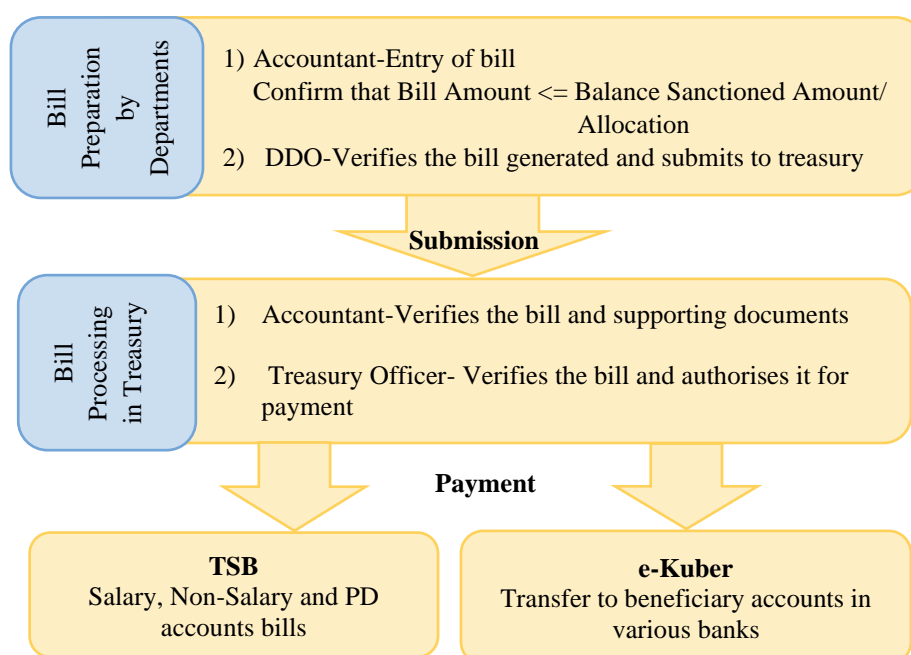 Bill
Preparation
by
Departments
1) Accountant-Entry of bill
Confirm that Bill Amount <= Balance Sanctioned Amount/
Allocation
2) DDO-Verifies the bill generated and submits to treasury
Submission
Bill
Processing
in Treasury
1) Accountant-Verifies the bill and supporting documents
2) Treasury Officer- Verifies the bill and authorises it for
payment
Payment
TSB
Salary, Non-Salary and PD
accounts bills
e-Kuber
Transfer to beneficiary accounts in
various banks